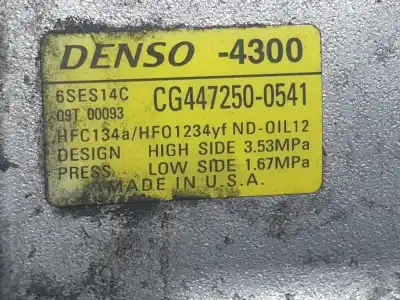 DENSO -4300
6SES14C CG447250-0541
09T 00093
HFC134a/HFO1234yf ND-OIL12
DESIGN HIGH SIDE 3.53MPa
PRESS. LOW SIDE 1.67MPa
MADE IN U.S.A.